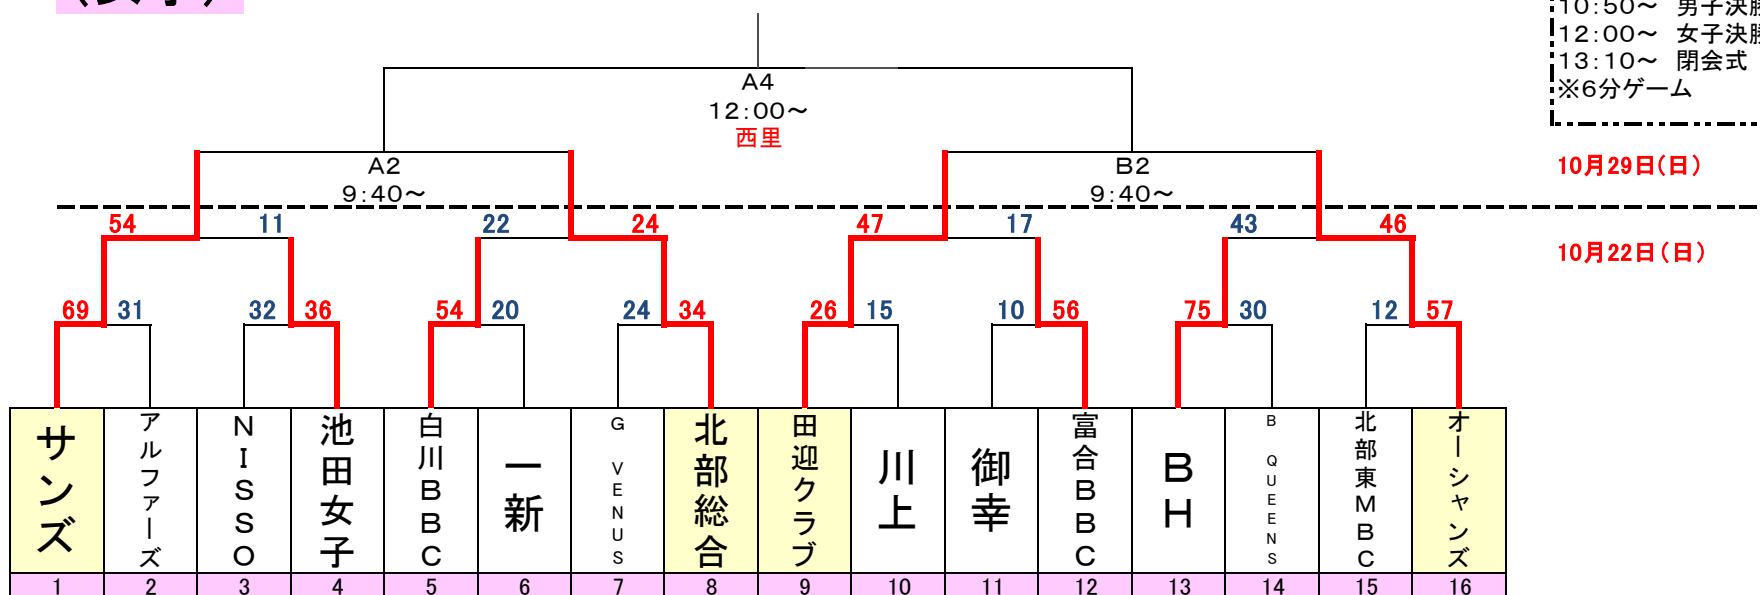 10:50～ 男子決勝
12:00～ 女子決勝
13:10～ 閉会式
※6分ゲーム
A4
12:00～
西里
A2
9:40～
B2
9:40～
10月29日(日)
54 11 22 24 47 17 43 46
10月22日(日)
69 31 32 36 54 20 24 34 26 15 10 56 75 30 12 57
サンズ
アルファーズ
NISSO
池田女子
白川BBC
一新
G VENUS
北部総合
田迎クラブ
川上
御幸
富合BBC
BH
B QUEENS
北部東MBC
オーシャンズ
1 2 3 4 5 6 7 8 9 10 11 12 13 14 15 16